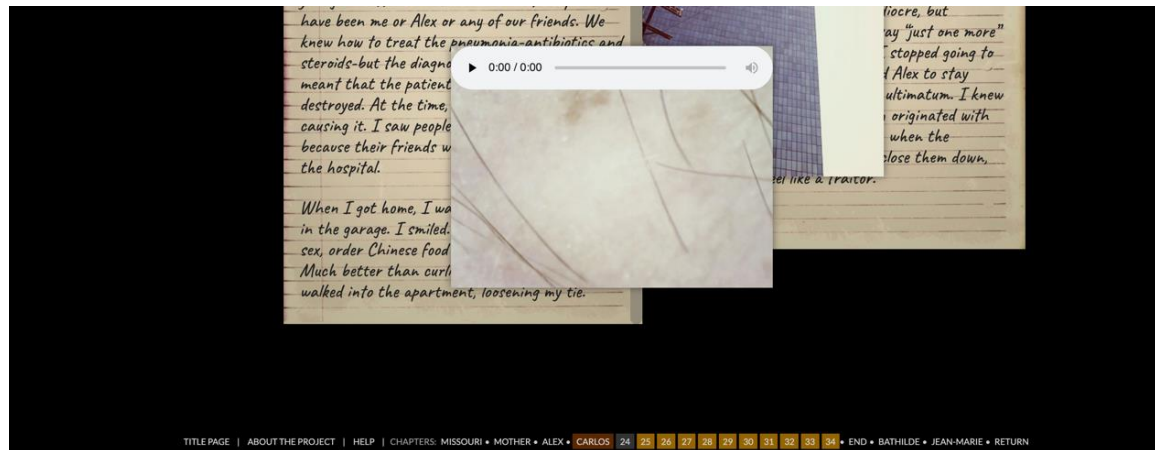 have been me or Alex or any of our friends. We
knew how to treat the pneumonia-antibiotics and
steroids-but the diagno
meant that the patient
destroyed. At the time,
causing it. I saw people
because their friends w
the hospital.
When I got home, I wa
in the garage. I smiled.
sex, order Chinese food
Much better than curl
walked into the apartment, loosening my tie.
0:00 / 0:00
diocre, but
ay “just one more”
stopped going to
d Alex to stay
ultimatum. I knew
originated with
when the
close them down,
eel like a traitor.
TITLE PAGE | ABOUT THE PROJECT | HELP | CHAPTERS: MISSOURI • MOTHER • ALEX • CARLOS 24 25 26 27 28 29 30 31 32 33 34 • END • BATHILDE • JEAN-MARIE • RETURN